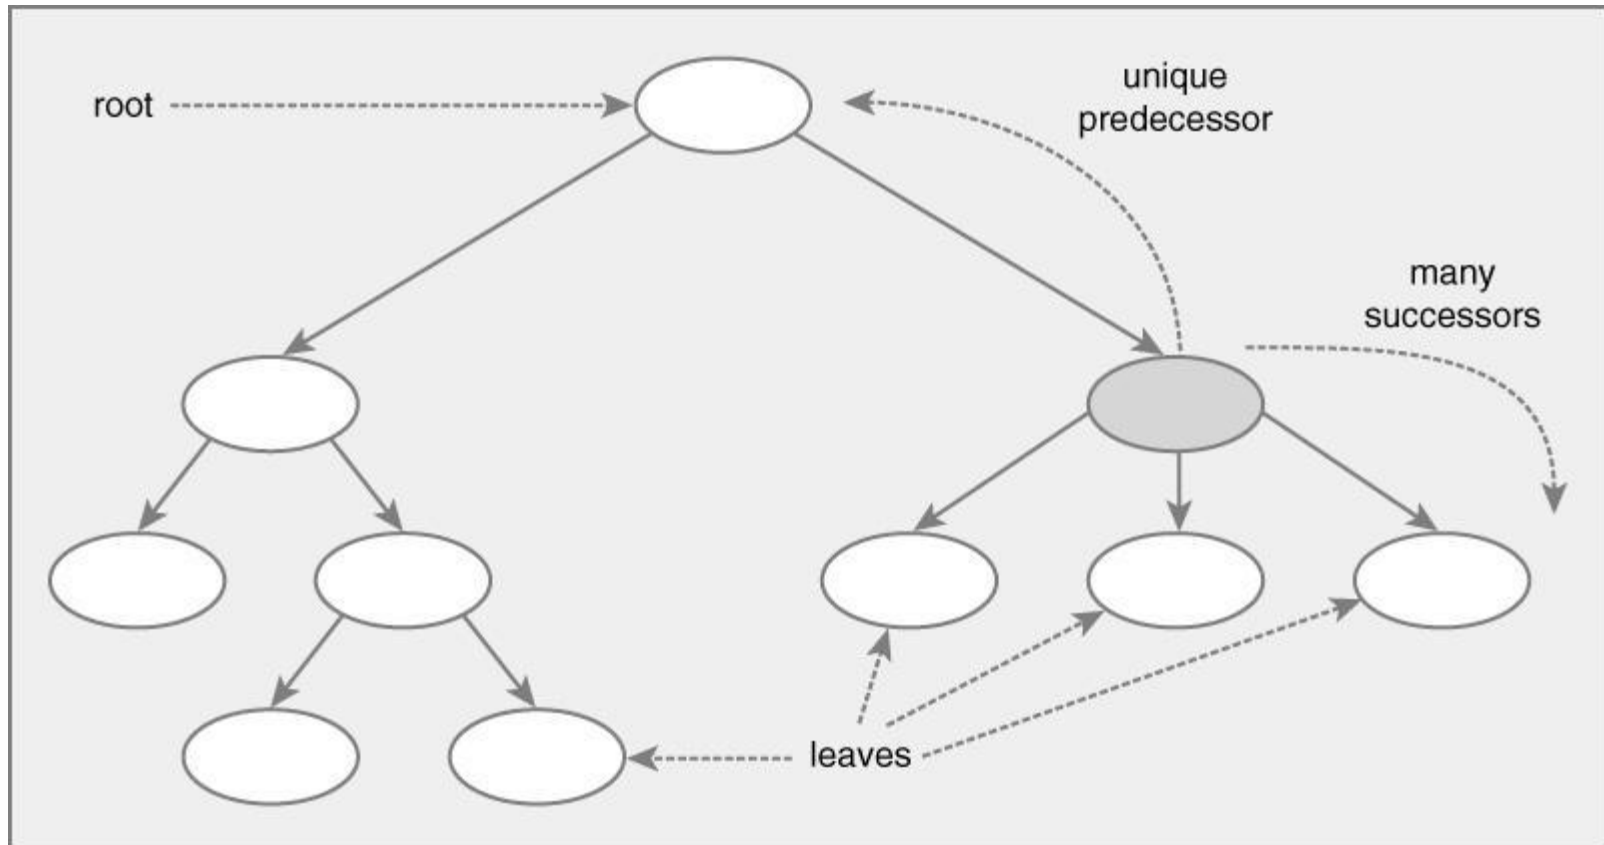 root
unique
predecessor
many
successors
leaves